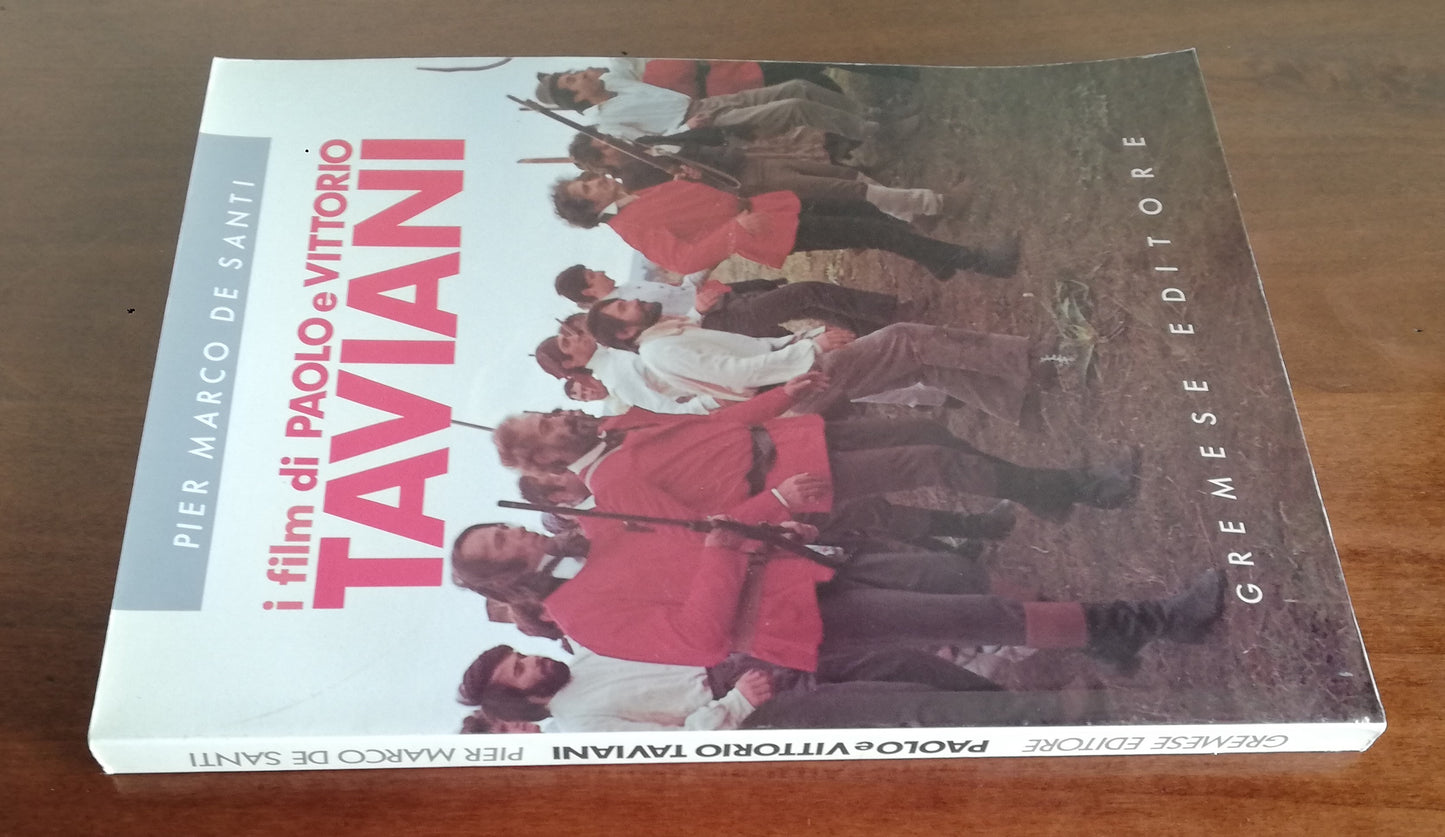 PIER MARCO DE SANTI
i film di PAOLO e VITTORIO
TAVIANI
GREMESE EDITORE
PIER MARCO DE SANTI PAOLO e VITTORIO TAVIANI GREMESE EDITORE